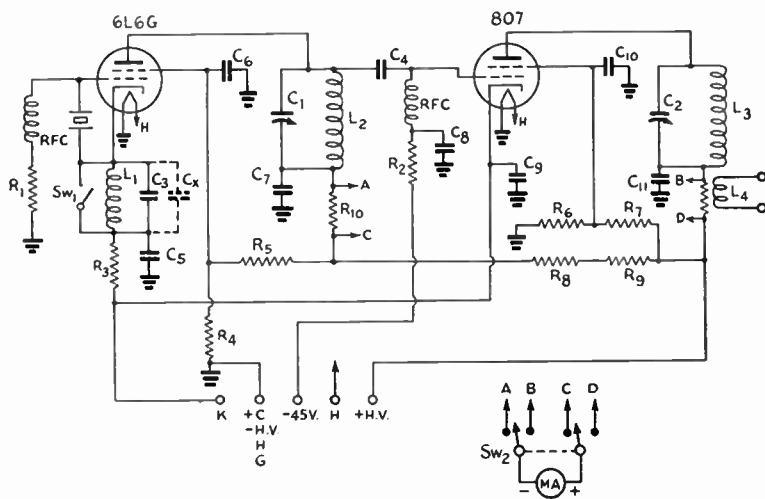 6L6G
807
C6
C4
C10
C1
L2
RFC
H
RFC
H
C2
L3
R1
Sw1
L1
C3
Cx
C7
A
R10
C
R2
C8
C9
C11
B
L4
D
R6
R7
R3
C5
R5
R8
R9
R4
K
+C
-H.V.
H
G
-45V.
H
+H.V.
A B C D
Sw2
- MA +